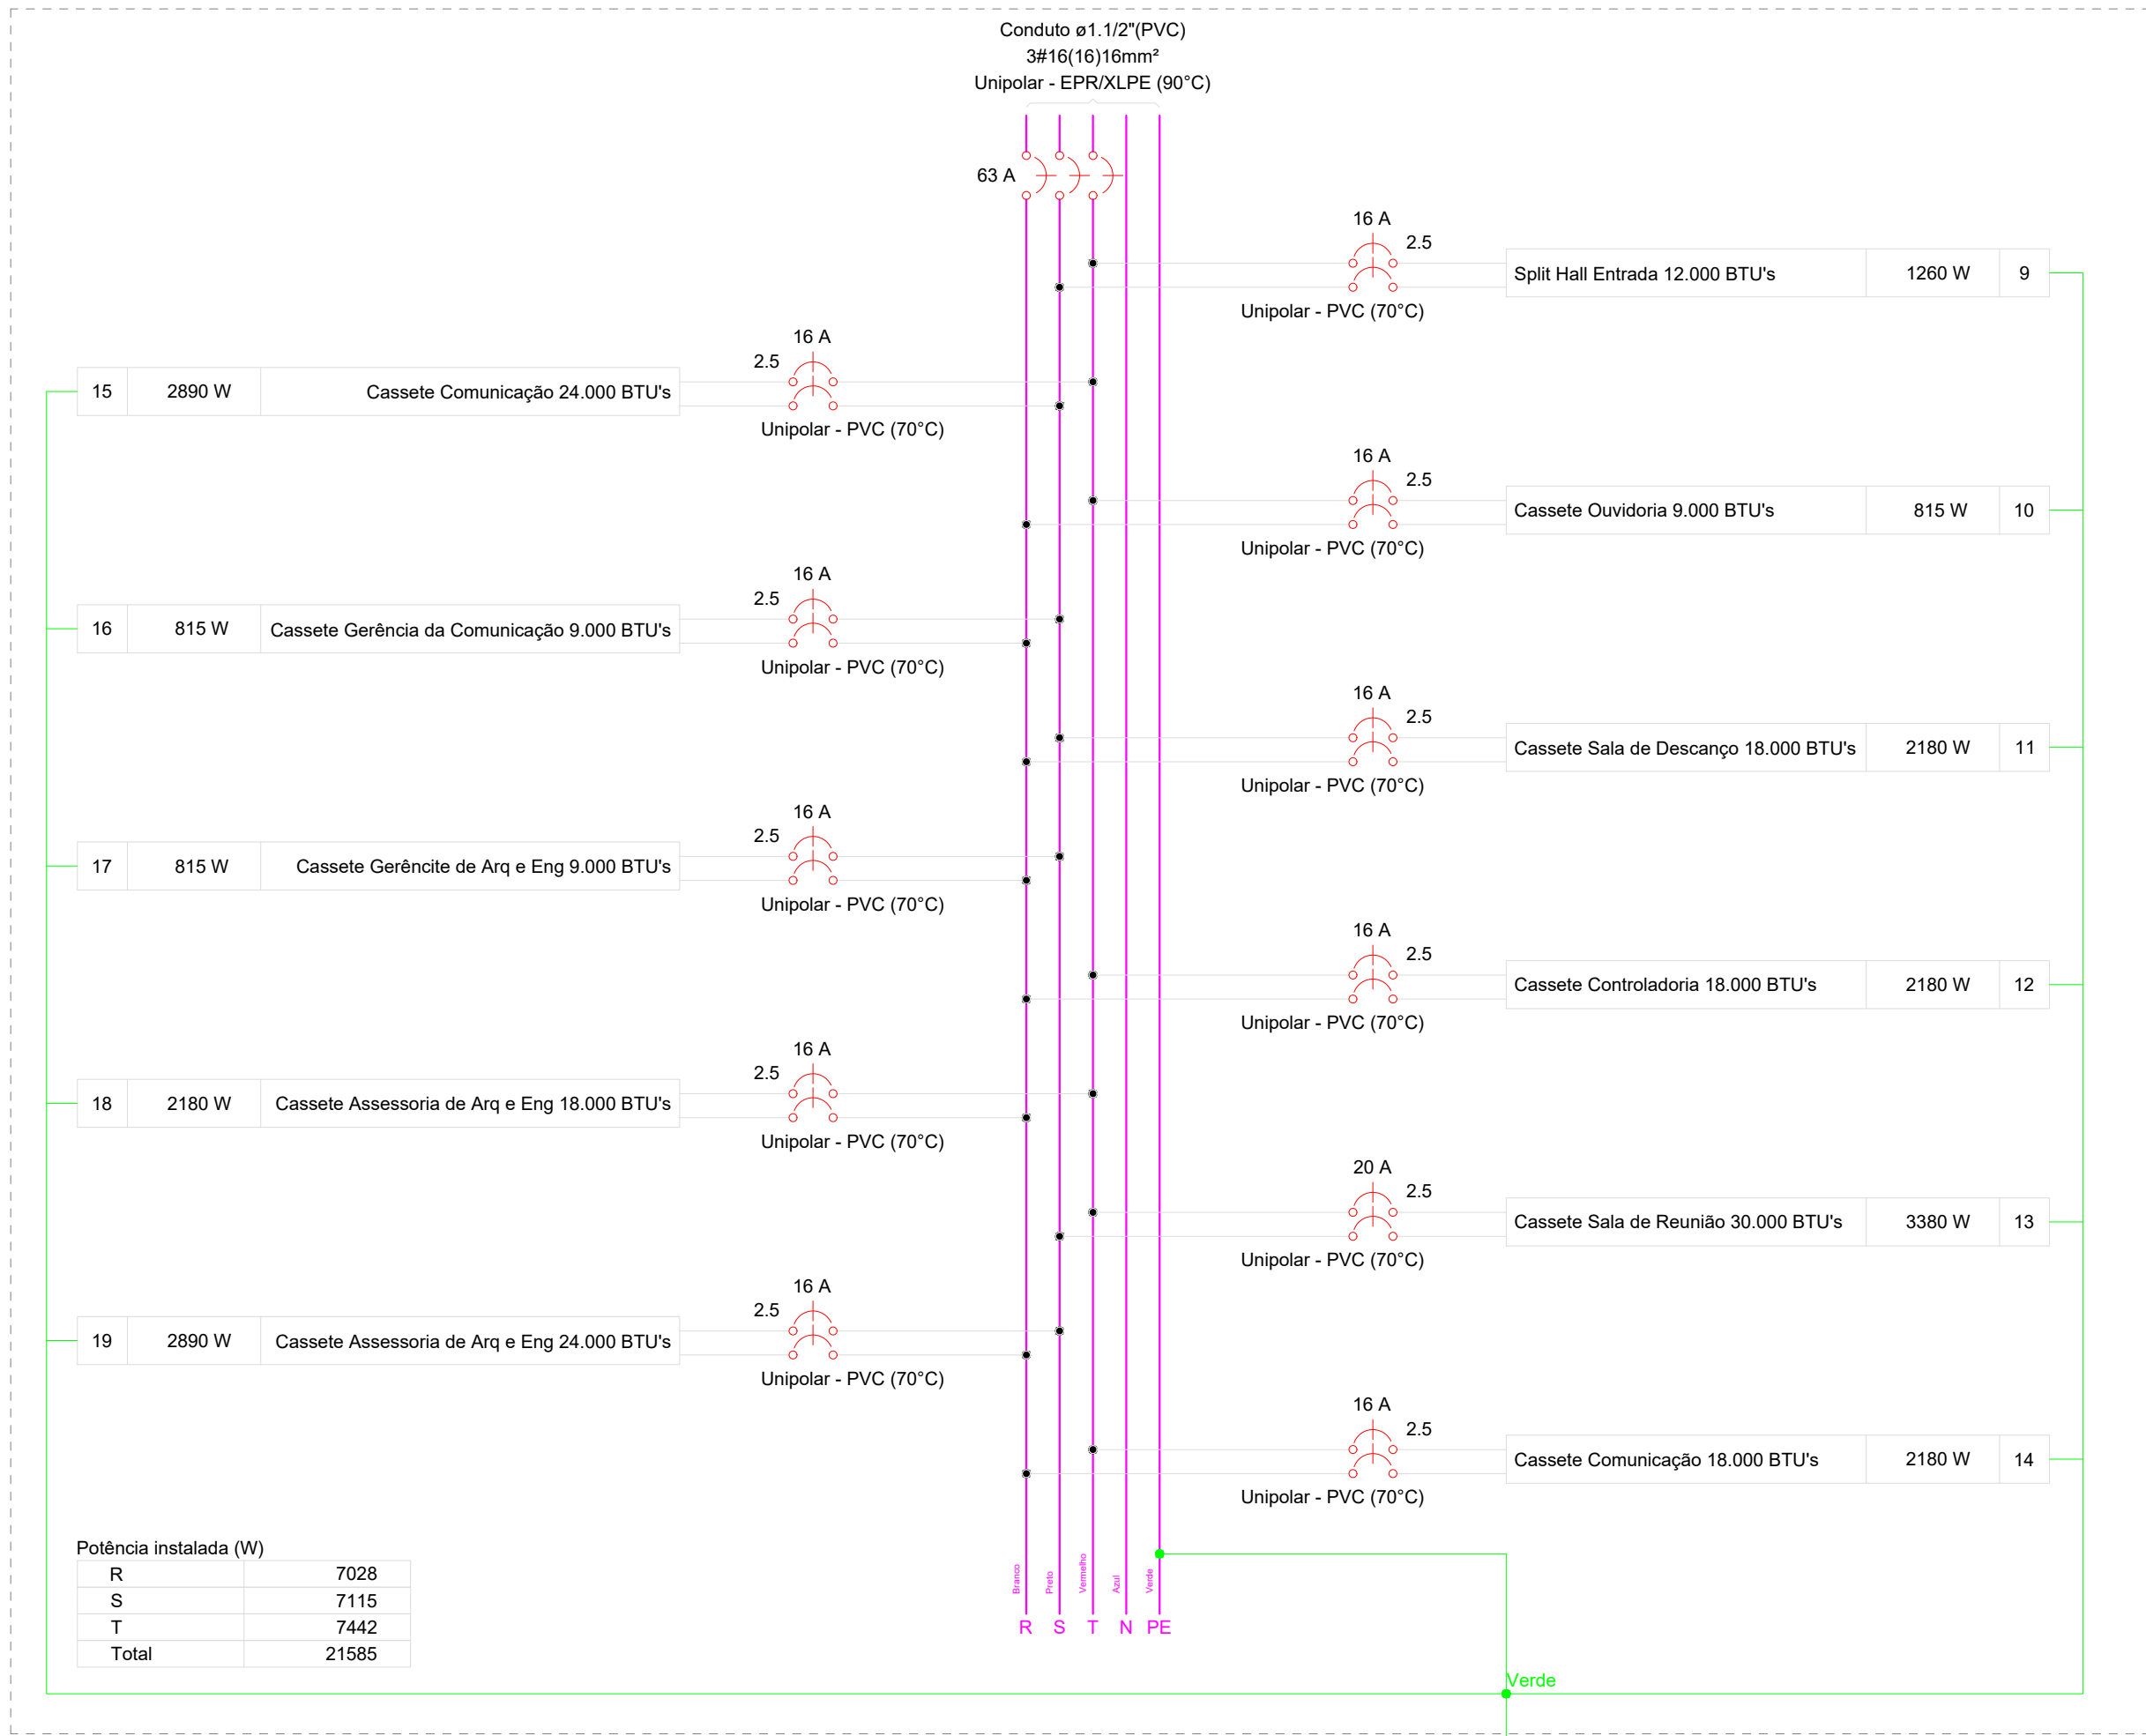 Conduto ø1.1/2"(PVC)
3#16(16)16mm²
Unipolar - EPR/XLPE (90°C)
63 A
16 A
2.5
Split Hall Entrada 12.000 BTU's 1260 W 9
Unipolar - PVC (70°C)
16 A
2.5
15 2890 W Cassete Comunicação 24.000 BTU's
Unipolar - PVC (70°C)
16 A
2.5
Cassete Ouvidoria 9.000 BTU's 815 W 10
Unipolar - PVC (70°C)
16 A
2.5
16 815 W Cassete Gerência da Comunicação 9.000 BTU's
Unipolar - PVC (70°C)
16 A
2.5
Cassete Sala de Descanço 18.000 BTU's 2180 W 11
Unipolar - PVC (70°C)
16 A
2.5
17 815 W Cassete Gerêncite de Arq e Eng 9.000 BTU's
Unipolar - PVC (70°C)
16 A
2.5
Cassete Controladoria 18.000 BTU's 2180 W 12
Unipolar - PVC (70°C)
16 A
2.5
18 2180 W Cassete Assessoria de Arq e Eng 18.000 BTU's
Unipolar - PVC (70°C)
20 A
2.5
Cassete Sala de Reunião 30.000 BTU's 3380 W 13
Unipolar - PVC (70°C)
16 A
2.5
19 2890 W Cassete Assessoria de Arq e Eng 24.000 BTU's
Unipolar - PVC (70°C)
16 A
2.5
Cassete Comunicação 18.000 BTU's 2180 W 14
Unipolar - PVC (70°C)
Potência instalada (W)
R 7028
S 7115
T 7442
Total 21585
Branco Preto Vermelho Azul Verde
R S T N PE
Verde